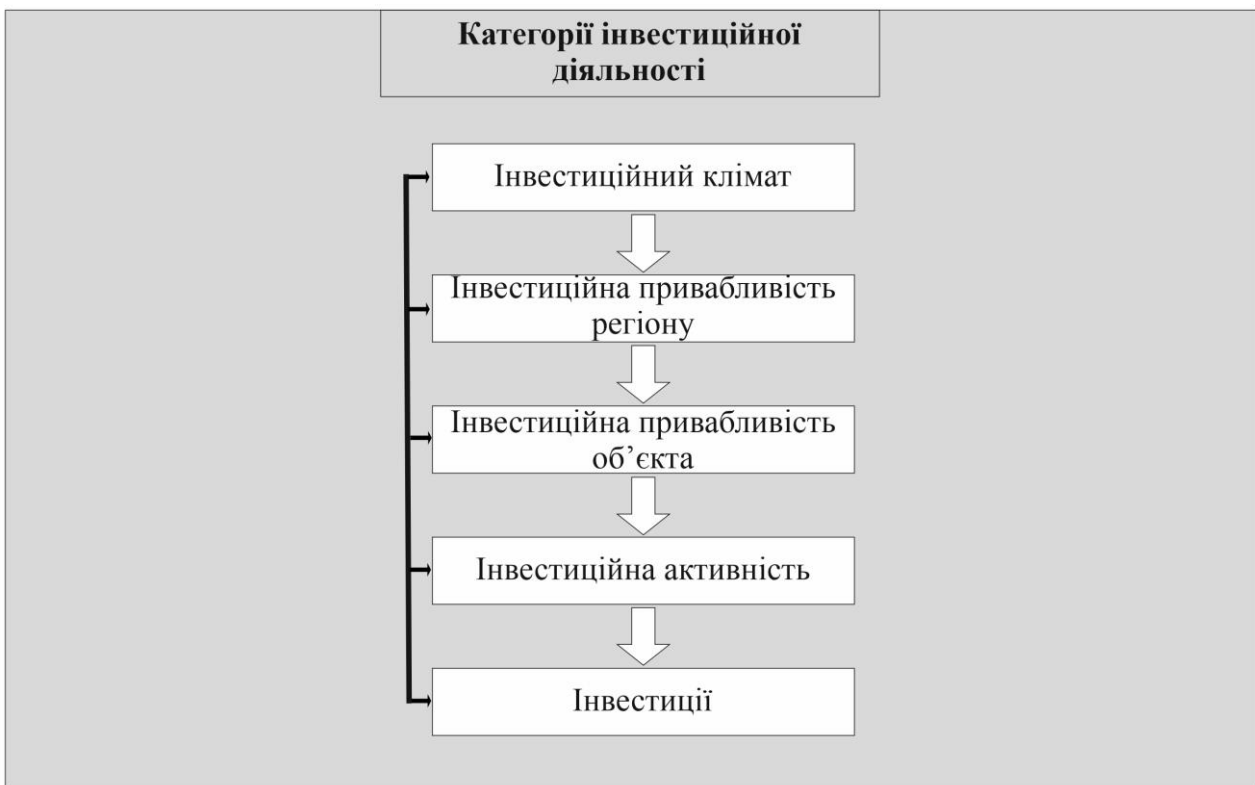 Категорії інвестиційної
діяльності
Інвестиційний клімат
Інвестиційна привабливість
регіону
Інвестиційна привабливість
об’єкта
Інвестиційна активність
Інвестиції